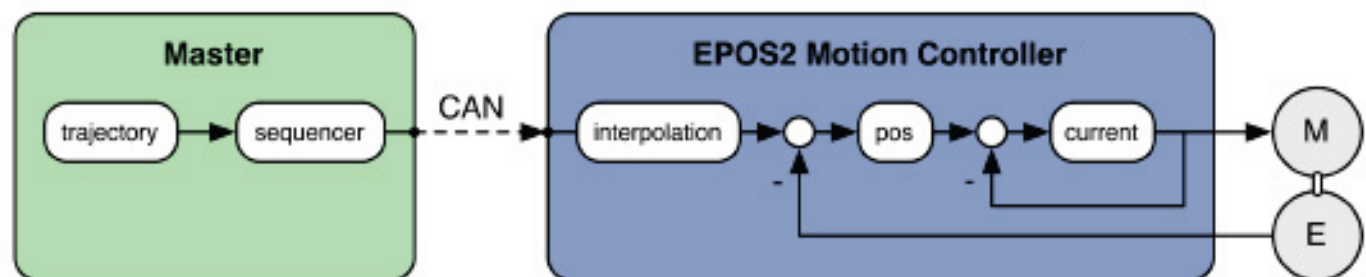 Master
EPOS2 Motion Controller
trajectory
sequencer
CAN
interpolation
pos
current
M
-
-
E